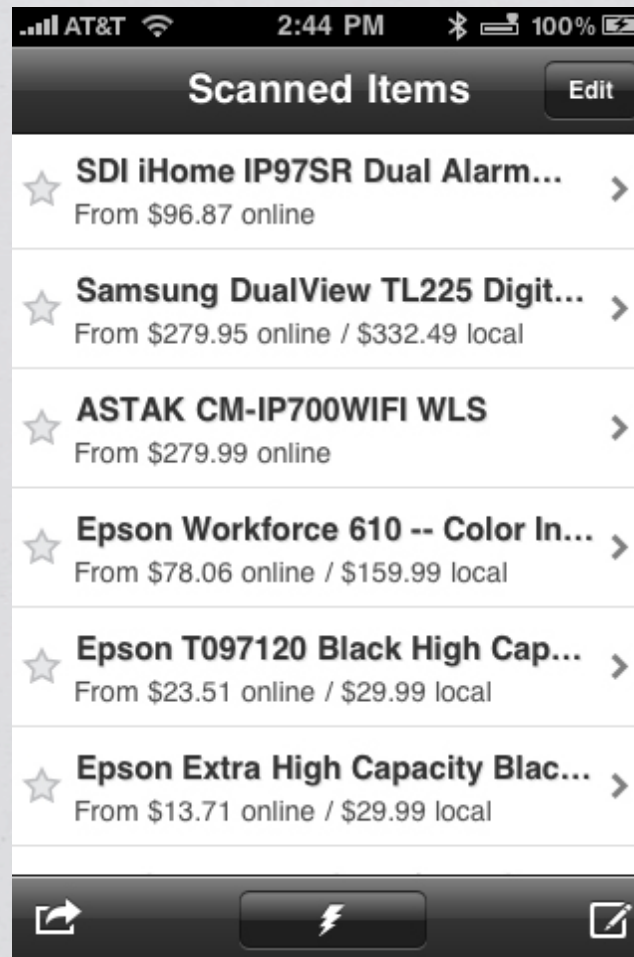 AT&T 2:44 PM 100%
Scanned Items Edit
SDI iHome IP97SR Dual Alarm...
From $96.87 online
Samsung DualView TL225 Digit...
From $279.95 online / $332.49 local
ASTAK CM-IP700WIFI WLS
From $279.99 online
Epson Workforce 610 -- Color In...
From $78.06 online / $159.99 local
Epson T097120 Black High Cap...
From $23.51 online / $29.99 local
Epson Extra High Capacity Blac...
From $13.71 online / $29.99 local